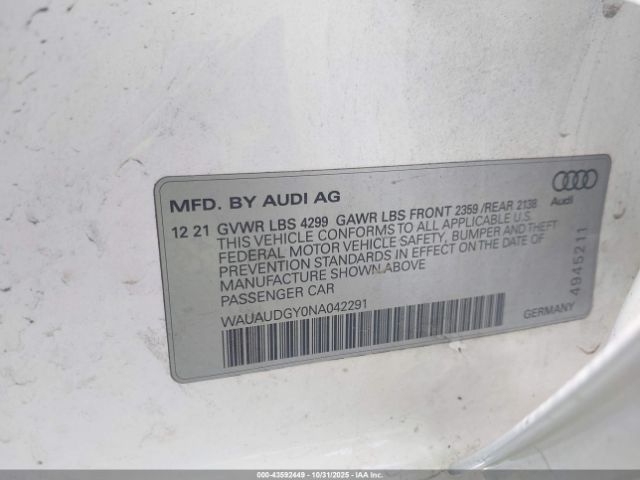 MFD. BY AUDI AG
Audi
12 21 GVWR LBS 4299 GAWR LBS FRONT 2359 /REAR 2138
THIS VEHICLE CONFORMS TO ALL APPLICABLE U.S.
FEDERAL MOTOR VEHICLE SAFETY, BUMPER AND THEFT
PREVENTION STANDARDS IN EFFECT ON THE DATE OF
MANUFACTURE SHOWN ABOVE
PASSENGER CAR
WAUAUDGY0NA042291
4945211
GERMANY
000-43592449 • 10/31/2025 • iaai.com